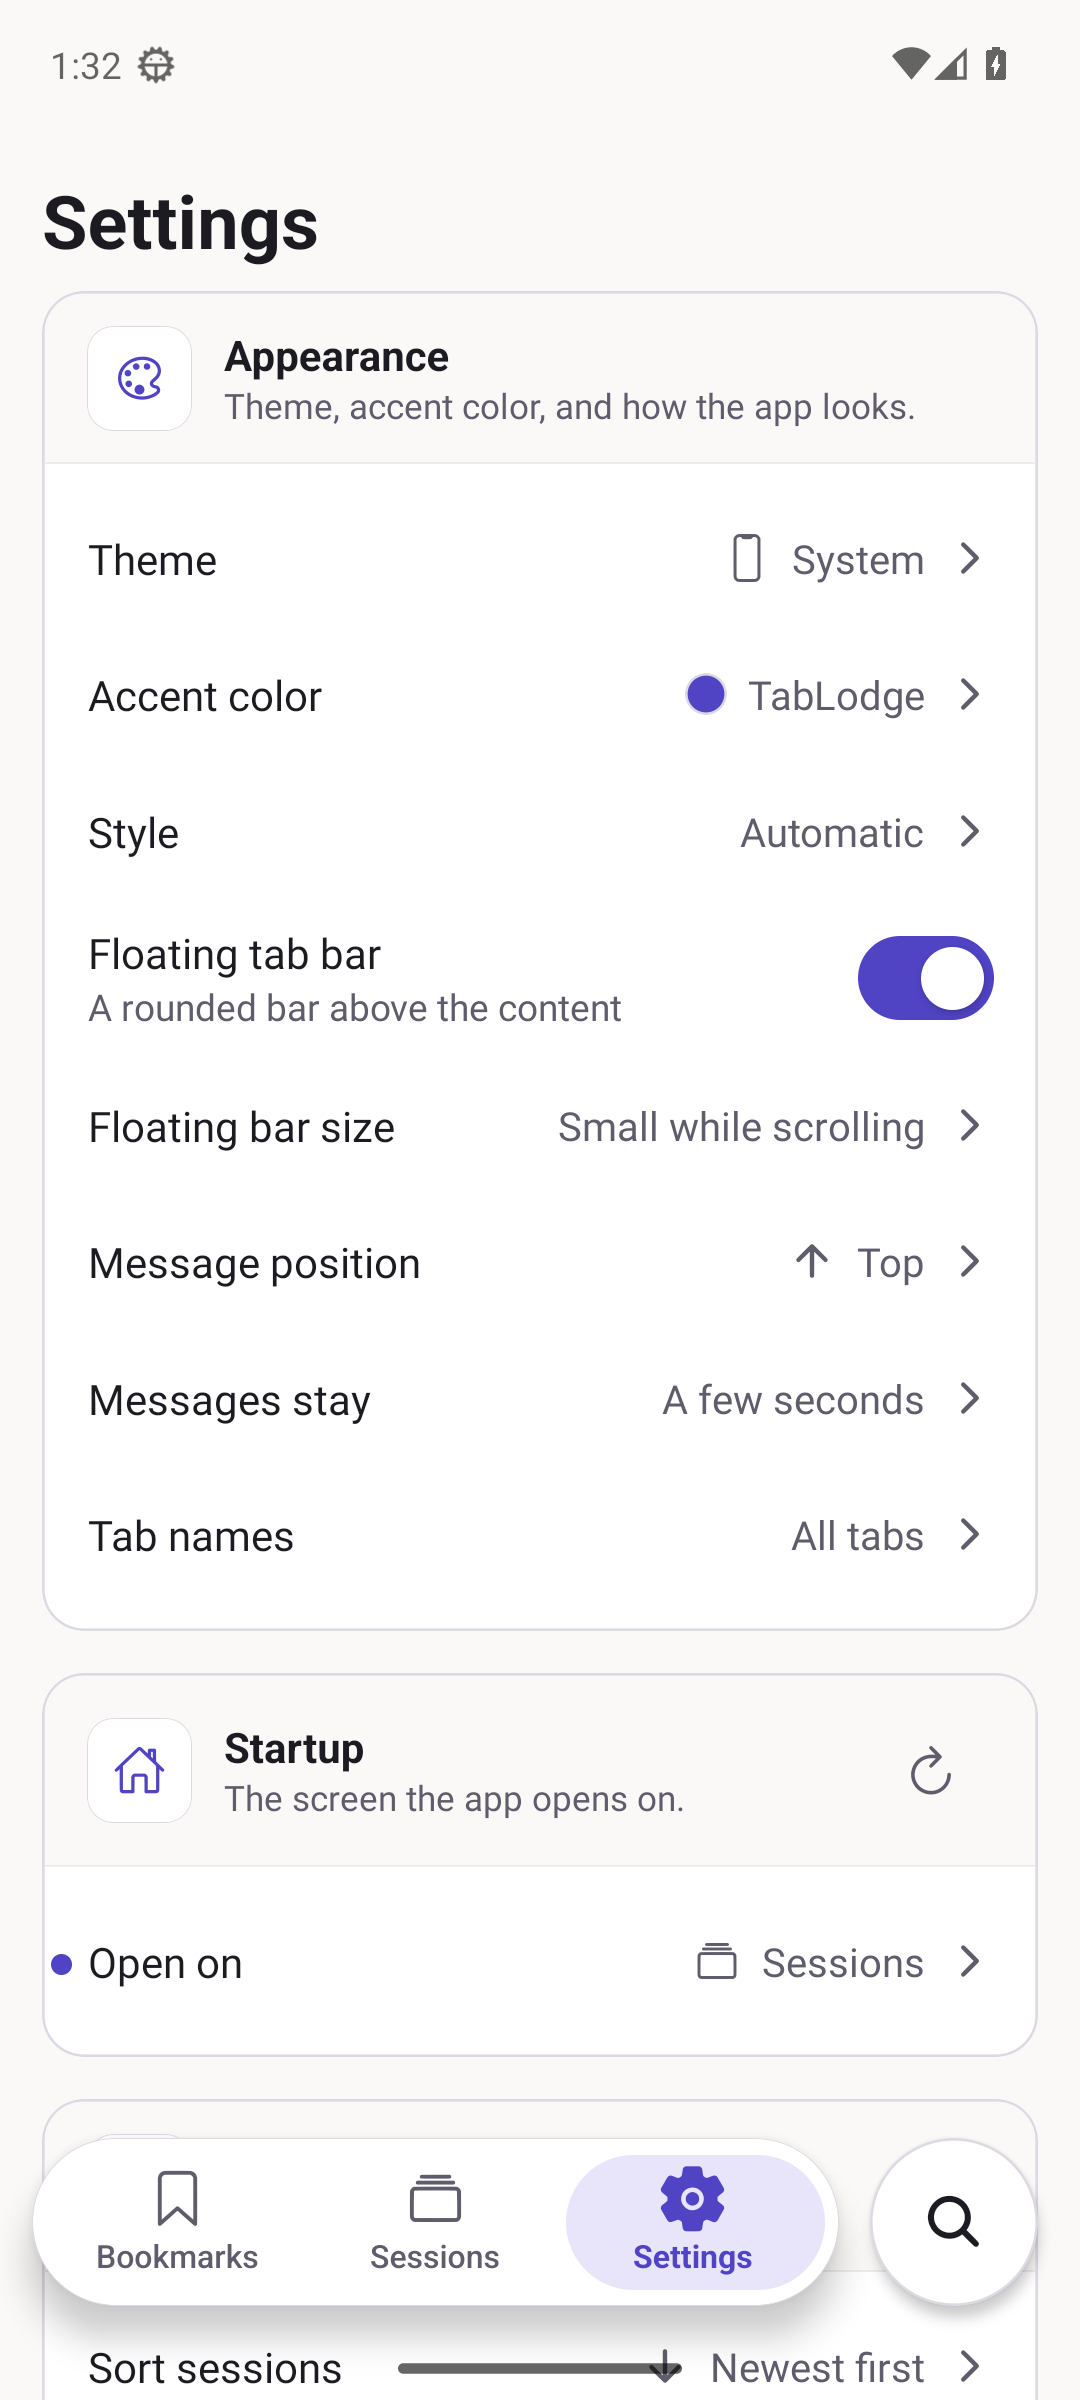 1:32
Settings
Appearance
Theme, accent color, and how the app looks.
Theme
System
Accent color
TabLodge
Style
Automatic
Floating tab bar
A rounded bar above the content
Floating bar size
Small while scrolling
Message position
Top
Messages stay
A few seconds
Tab names
All tabs
Startup
The screen the app opens on.
Open on
Sessions
Bookmarks
Sessions
Settings
Sort sessions
Newest first